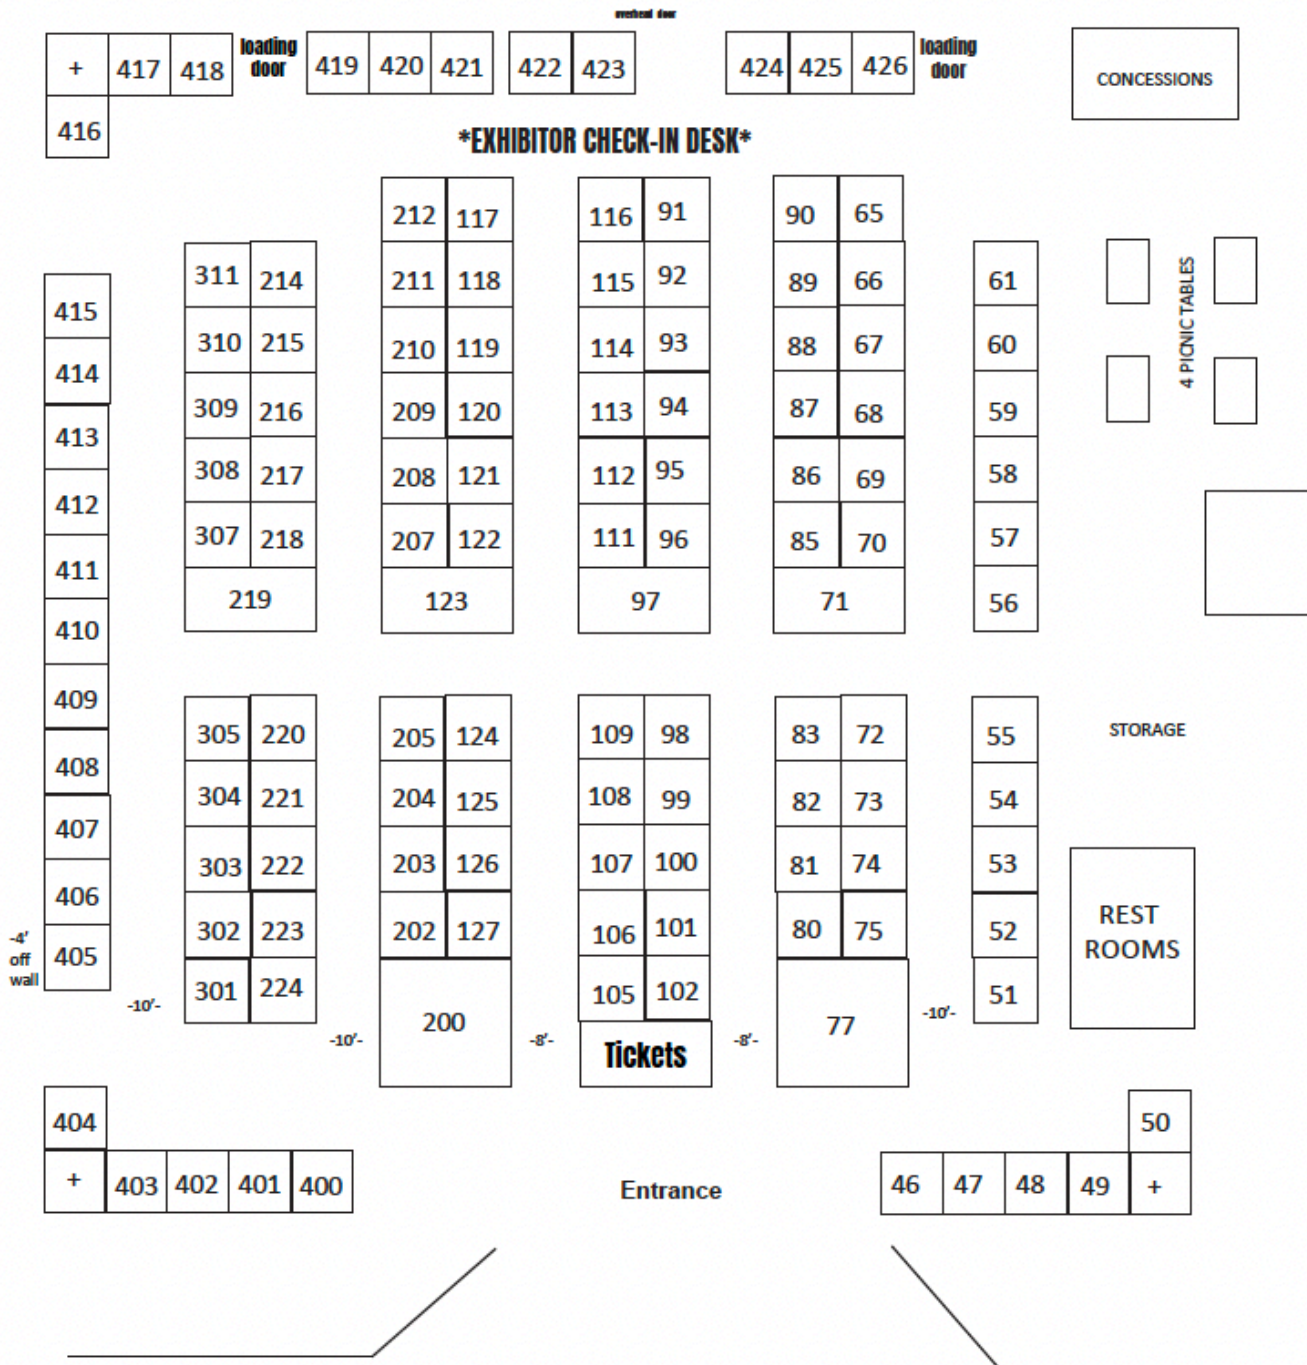 overhead door
+ 417 418 loading door 419 420 421 422 423 424 425 426 loading door
CONCESSIONS
416
*EXHIBITOR CHECK-IN DESK*
212 117 116 91 90 65
311 214 211 118 115 92 89 66 61
415
310 215 210 119 114 93 88 67 60
4 PICNIC TABLES
414
309 216 209 120 113 94 87 68 59
413
308 217 208 121 112 95 86 69 58
412
307 218 207 122 111 96 85 70 57
411
219 123 97 71 56
410
409
305 220 205 124 109 98 83 72 55
STORAGE
408
304 221 204 125 108 99 82 73 54
407
303 222 203 126 107 100 81 74 53
406
302 223 202 127 106 101 80 75 52
REST
ROOMS
-4'
off
wall
405
301 224 105 102 51
-10'- 200 77 -10'-
-10'- -8'- Tickets -8'-
404 50
+ 403 402 401 400 Entrance 46 47 48 49 +